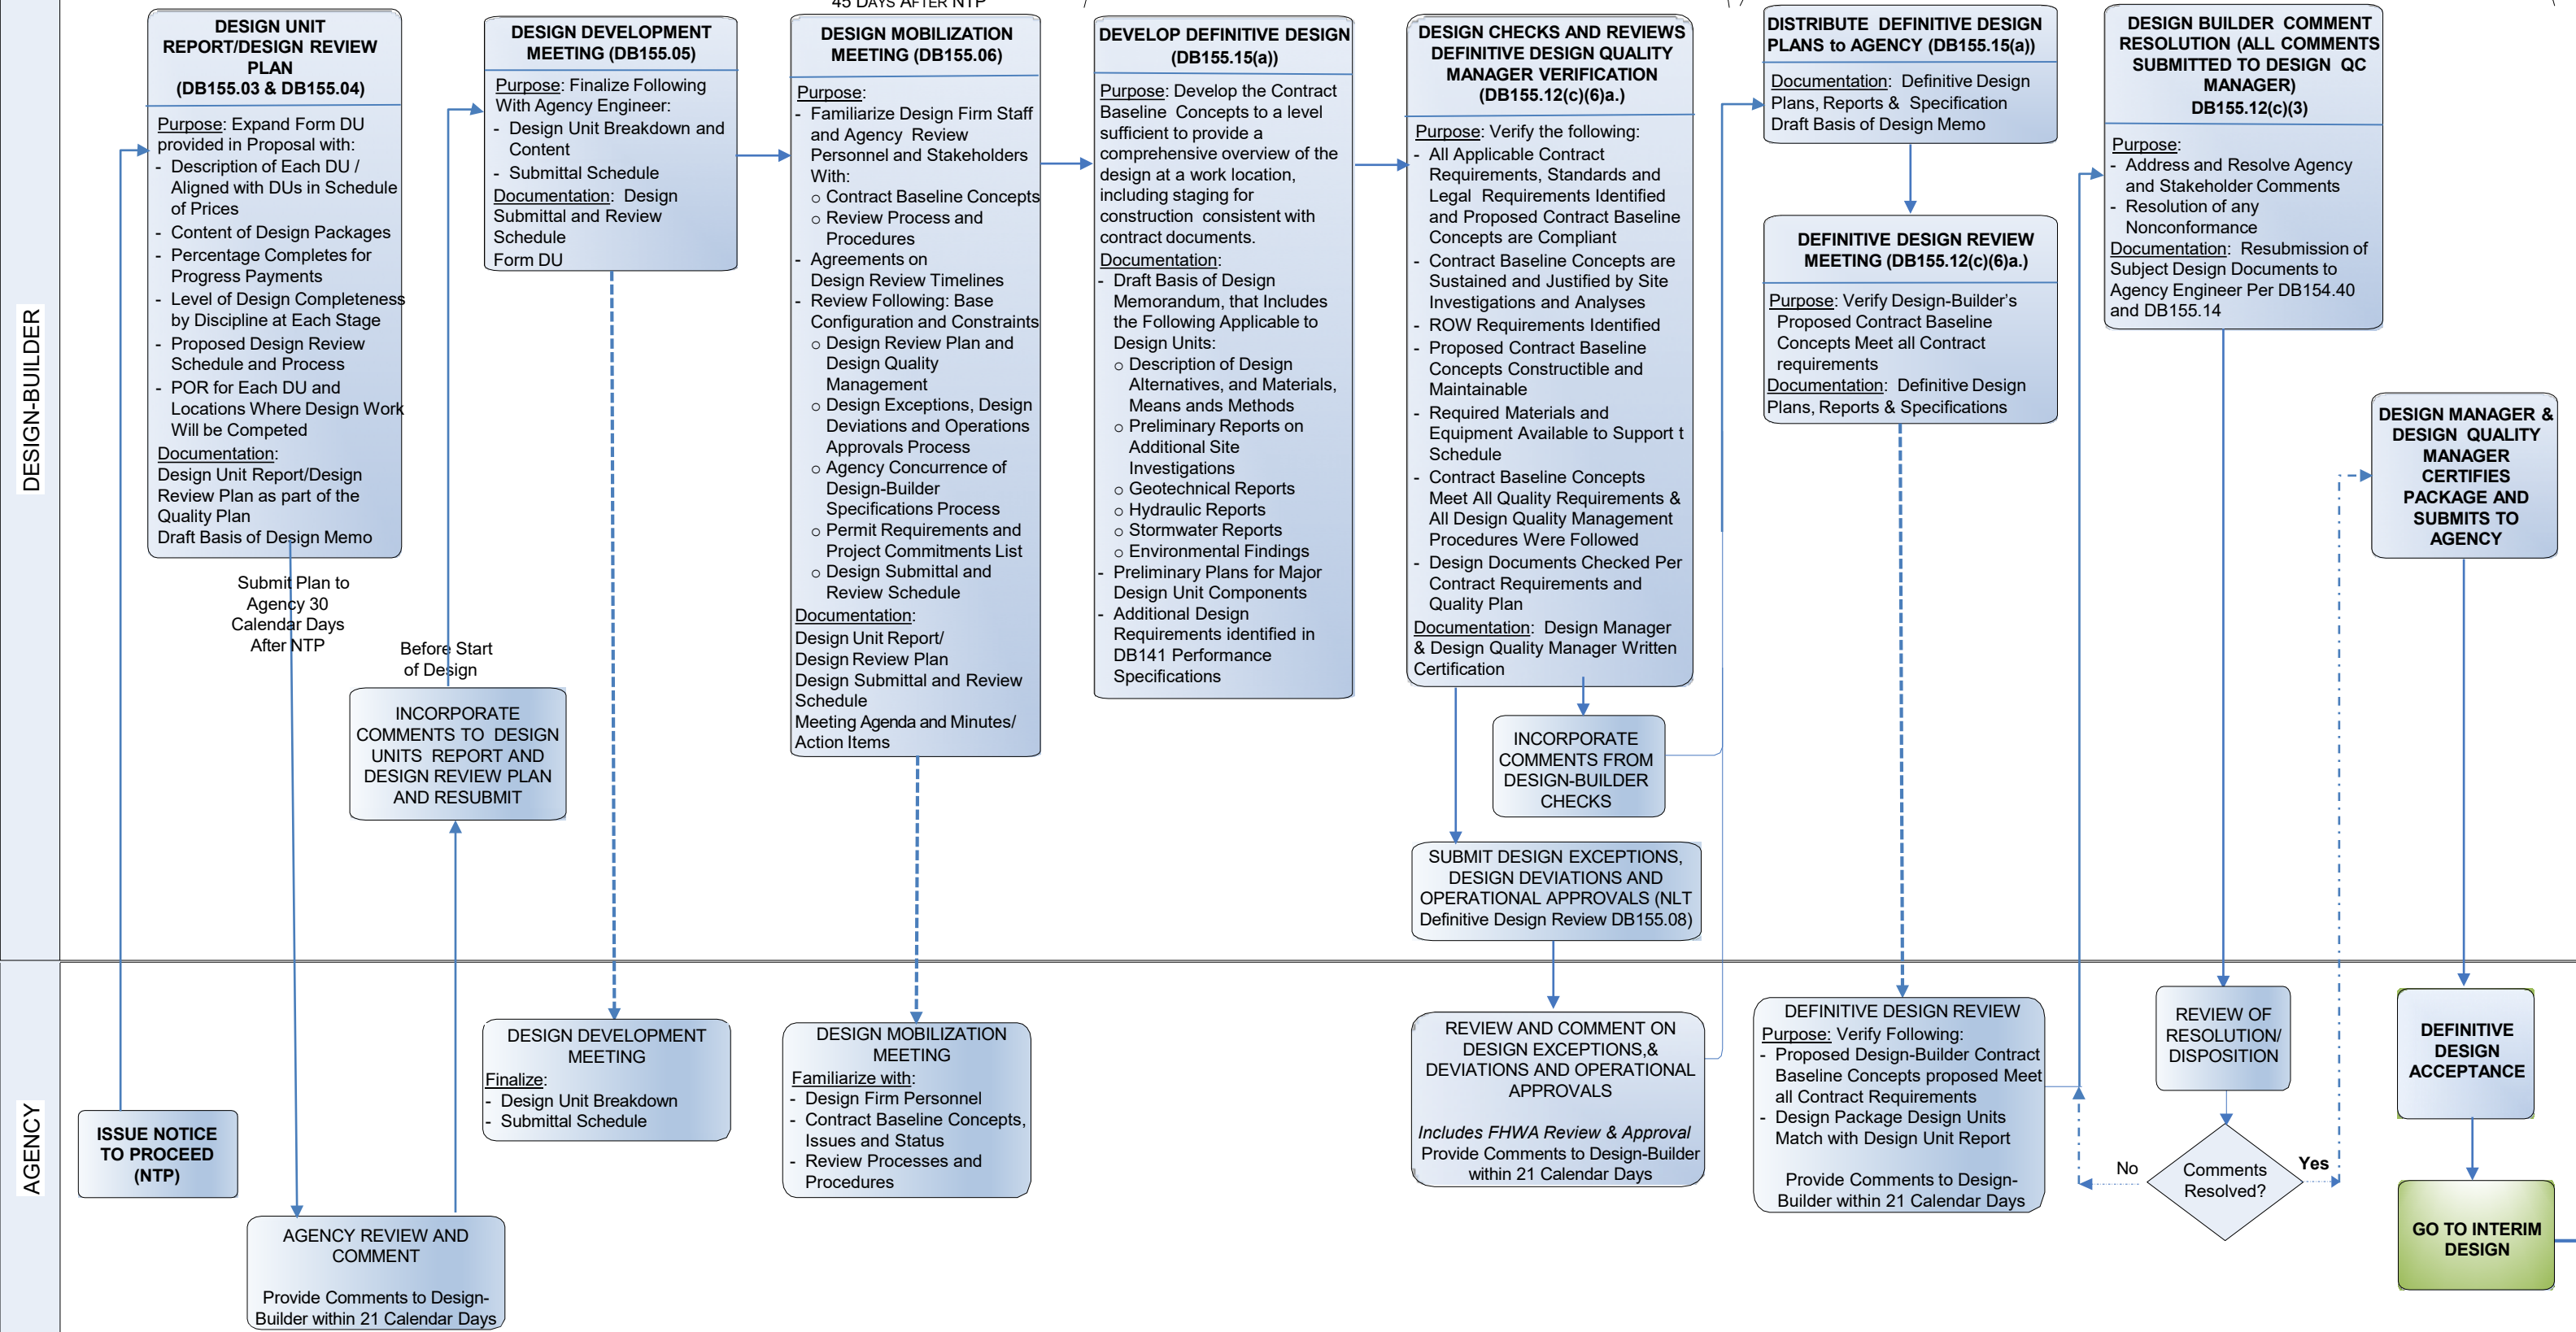 45 DAYS AFTER NTP
DESIGN-BUILDER
DESIGN UNIT
REPORT/DESIGN REVIEW
PLAN
(DB155.03 & DB155.04)
Purpose: Expand Form DU
provided in Proposal with:
- Description of Each DU /
Aligned with DUs in Schedule
of Prices
- Content of Design Packages
- Percentage Completes for
Progress Payments
- Level of Design Completeness
by Discipline at Each Stage
- Proposed Design Review
Schedule and Process
- POR for Each DU and
Locations Where Design Work
Will be Competed
Documentation:
Design Unit Report/Design
Review Plan as part of the
Quality Plan
Draft Basis of Design Memo
Submit Plan to
Agency 30
Calendar Days
After NTP
Before Start
of Design
INCORPORATE
COMMENTS TO DESIGN
UNITS REPORT AND
DESIGN REVIEW PLAN
AND RESUBMIT
DESIGN DEVELOPMENT
MEETING (DB155.05)
Purpose: Finalize Following
With Agency Engineer:
- Design Unit Breakdown and
Content
- Submittal Schedule
Documentation: Design
Submittal and Review
Schedule
Form DU
DESIGN MOBILIZATION
MEETING (DB155.06)
Purpose:
- Familiarize Design Firm Staff
and Agency Review
Personnel and Stakeholders
With:
o Contract Baseline Concepts
o Review Process and
Procedures
- Agreements on
Design Review Timelines
- Review Following: Base
Configuration and Constraints
o Design Review Plan and
Design Quality
Management
o Design Exceptions, Design
Deviations and Operations
Approvals Process
o Agency Concurrence of
Design-Builder
Specifications Process
o Permit Requirements and
Project Commitments List
o Design Submittal and
Review Schedule
Documentation:
Design Unit Report/
Design Review Plan
Design Submittal and Review
Schedule
Meeting Agenda and Minutes/
Action Items
DEVELOP DEFINITIVE DESIGN
(DB155.15(a))
Purpose: Develop the Contract
Baseline Concepts to a level
sufficient to provide a
comprehensive overview of the
design at a work location,
including staging for
construction consistent with
contract documents.
Documentation:
- Draft Basis of Design
Memorandum, that Includes
the Following Applicable to
Design Units:
o Description of Design
Alternatives, and Materials,
Means ands Methods
o Preliminary Reports on
Additional Site
Investigations
o Geotechnical Reports
o Hydraulic Reports
o Stormwater Reports
o Environmental Findings
- Preliminary Plans for Major
Design Unit Components
- Additional Design
Requirements identified in
DB141 Performance
Specifications
DESIGN CHECKS AND REVIEWS
DEFINITIVE DESIGN QUALITY
MANAGER VERIFICATION
(DB155.12(c)(6)a.)
Purpose: Verify the following:
- All Applicable Contract
Requirements, Standards and
Legal Requirements Identified
and Proposed Contract Baseline
Concepts are Compliant
- Contract Baseline Concepts are
Sustained and Justified by Site
Investigations and Analyses
- ROW Requirements Identified
- Proposed Contract Baseline
Concepts Constructible and
Maintainable
- Required Materials and
Equipment Available to Support t
Schedule
- Contract Baseline Concepts
Meet All Quality Requirements &
All Design Quality Management
Procedures Were Followed
- Design Documents Checked Per
Contract Requirements and
Quality Plan
Documentation: Design Manager
& Design Quality Manager Written
Certification
INCORPORATE
COMMENTS FROM
DESIGN-BUILDER
CHECKS
SUBMIT DESIGN EXCEPTIONS,
DESIGN DEVIATIONS AND
OPERATIONAL APPROVALS (NLT
Definitive Design Review DB155.08)
DISTRIBUTE DEFINITIVE DESIGN
PLANS to AGENCY (DB155.15(a))
Documentation: Definitive Design
Plans, Reports & Specification
Draft Basis of Design Memo
DEFINITIVE DESIGN REVIEW
MEETING (DB155.12(c)(6)a.)
Purpose: Verify Design-Builder's
Proposed Contract Baseline
Concepts Meet all Contract
requirements
Documentation: Definitive Design
Plans, Reports & Specifications
DESIGN BUILDER COMMENT
RESOLUTION (ALL COMMENTS
SUBMITTED TO DESIGN QC
MANAGER)
DB155.12(c)(3)
Purpose:
- Address and Resolve Agency
and Stakeholder Comments
- Resolution of any
Nonconformance
Documentation: Resubmission of
Subject Design Documents to
Agency Engineer Per DB154.40
and DB155.14
DESIGN MANAGER &
DESIGN QUALITY
MANAGER
CERTIFIES
PACKAGE AND
SUBMITS TO
AGENCY
AGENCY
ISSUE NOTICE
TO PROCEED
(NTP)
AGENCY REVIEW AND
COMMENT
Provide Comments to Design-
Builder within 21 Calendar Days
DESIGN DEVELOPMENT
MEETING
Finalize:
- Design Unit Breakdown
- Submittal Schedule
DESIGN MOBILIZATION
MEETING
Familiarize with:
- Design Firm Personnel
- Contract Baseline Concepts,
Issues and Status
- Review Processes and
Procedures
REVIEW AND COMMENT ON
DESIGN EXCEPTIONS,&
DEVIATIONS AND OPERATIONAL
APPROVALS
Includes FHWA Review & Approval
Provide Comments to Design-Builder
within 21 Calendar Days
DEFINITIVE DESIGN REVIEW
Purpose: Verify Following:
- Proposed Design-Builder Contract
Baseline Concepts proposed Meet
all Contract Requirements
- Design Package Design Units
Match with Design Unit Report
Provide Comments to Design-
Builder within 21 Calendar Days
REVIEW OF
RESOLUTION/
DISPOSITION
No
Comments
Resolved?
Yes
DEFINITIVE
DESIGN
ACCEPTANCE
GO TO INTERIM
DESIGN